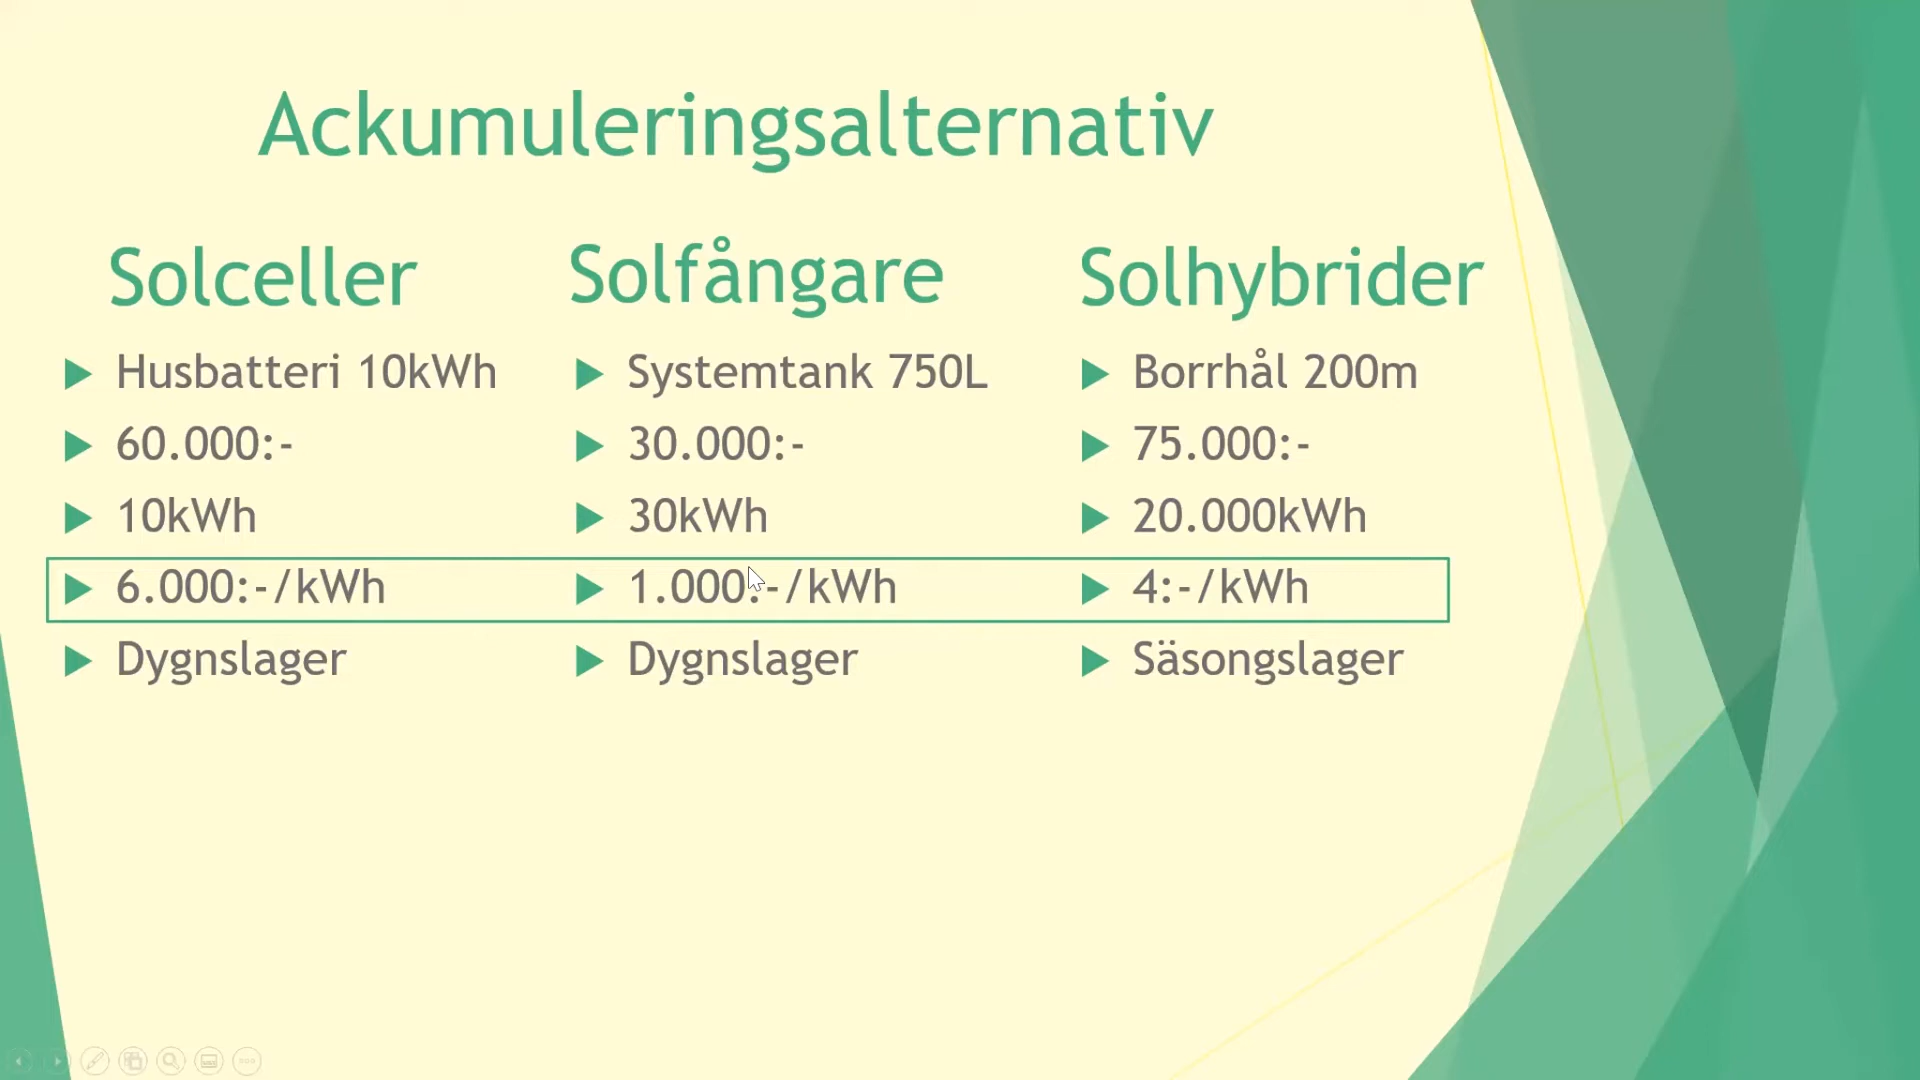 Ackumuleringsalternativ
Solceller
Husbatteri 10kWh
60.000:-
10kWh
6.000:-/kWh
Dygnslager
Solfångare
Systemtank 750L
30.000:-
30kWh
1.000:-/kWh
Dygnslager
Solhybrider
Borrhål 200m
75.000:-
20.000kWh
4:-/kWh
Säsongslager